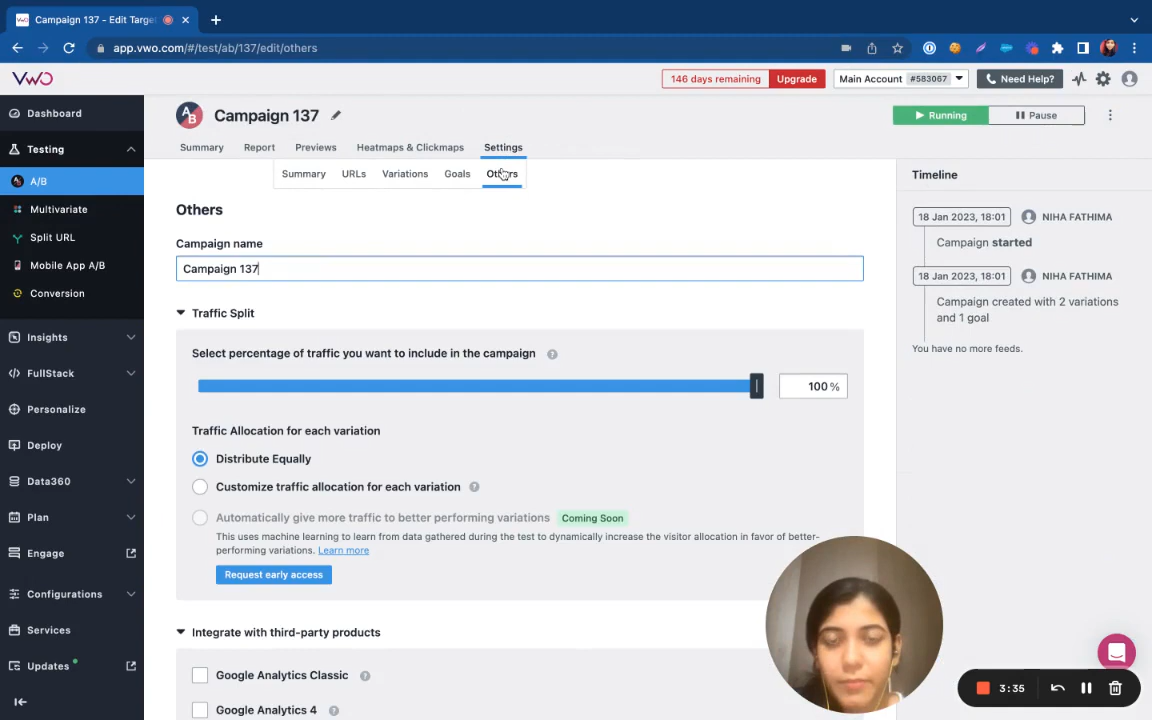 Campaign 137 - Edit Targe
app.vwo.com/#/test/ab/137/edit/others
VWO
146 days remaining
Upgrade
Main Account #583067
Need Help?
Dashboard
Testing
A/B
Multivariate
Split URL
Mobile App A/B
Conversion
Insights
FullStack
Personalize
Deploy
Data360
Plan
Engage
Configurations
Services
Updates
A/B
Campaign 137
Running
Pause
Summary
Report
Previews
Heatmaps & Clickmaps
Settings
Summary
URLs
Variations
Goals
Others
Others
Campaign name
Campaign 137
Traffic Split
Select percentage of traffic you want to include in the campaign
100 %
Traffic Allocation for each variation
Distribute Equally
Customize traffic allocation for each variation
Automatically give more traffic to better performing variations Coming Soon
This uses machine learning to learn from data gathered during the test to dynamically increase the visitor allocation in favor of better-
performing variations. Learn more
Request early access
Integrate with third-party products
Google Analytics Classic
Google Analytics 4
Timeline
18 Jan 2023, 18:01 NIHA FATHIMA
Campaign started
18 Jan 2023, 18:01 NIHA FATHIMA
Campaign created with 2 variations
and 1 goal
You have no more feeds.
3:35